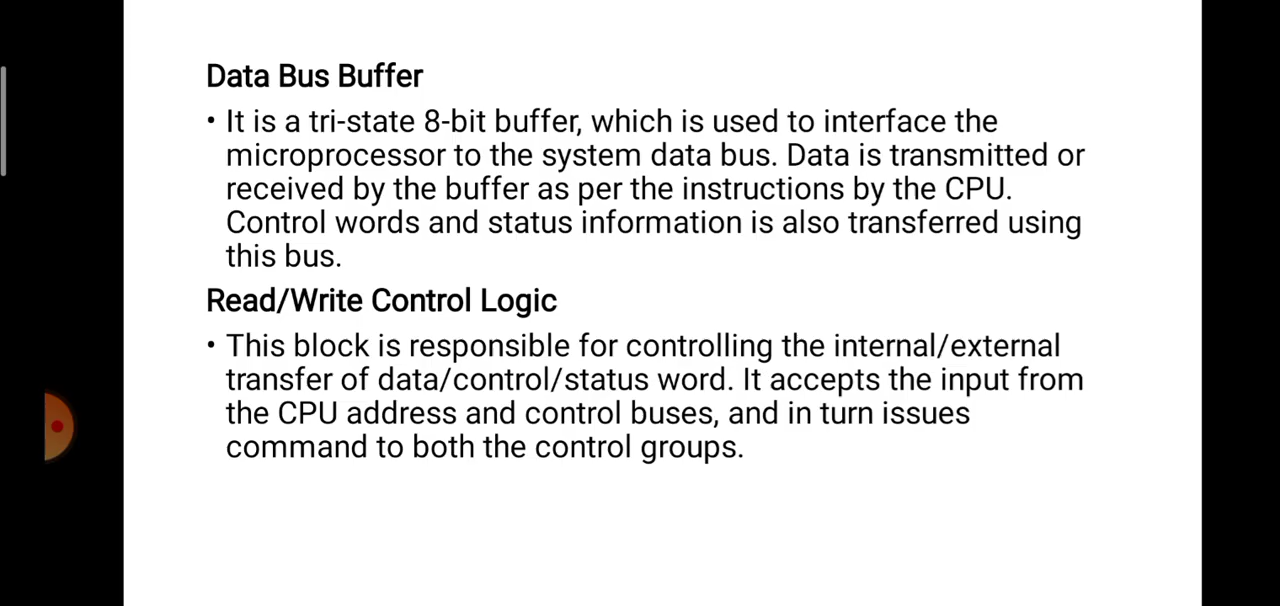 Data Bus Buffer
• It is a tri-state 8-bit buffer, which is used to interface the
microprocessor to the system data bus. Data is transmitted or
received by the buffer as per the instructions by the CPU.
Control words and status information is also transferred using
this bus.
Read/Write Control Logic
• This block is responsible for controlling the internal/external
transfer of data/control/status word. It accepts the input from
the CPU address and control buses, and in turn issues
command to both the control groups.